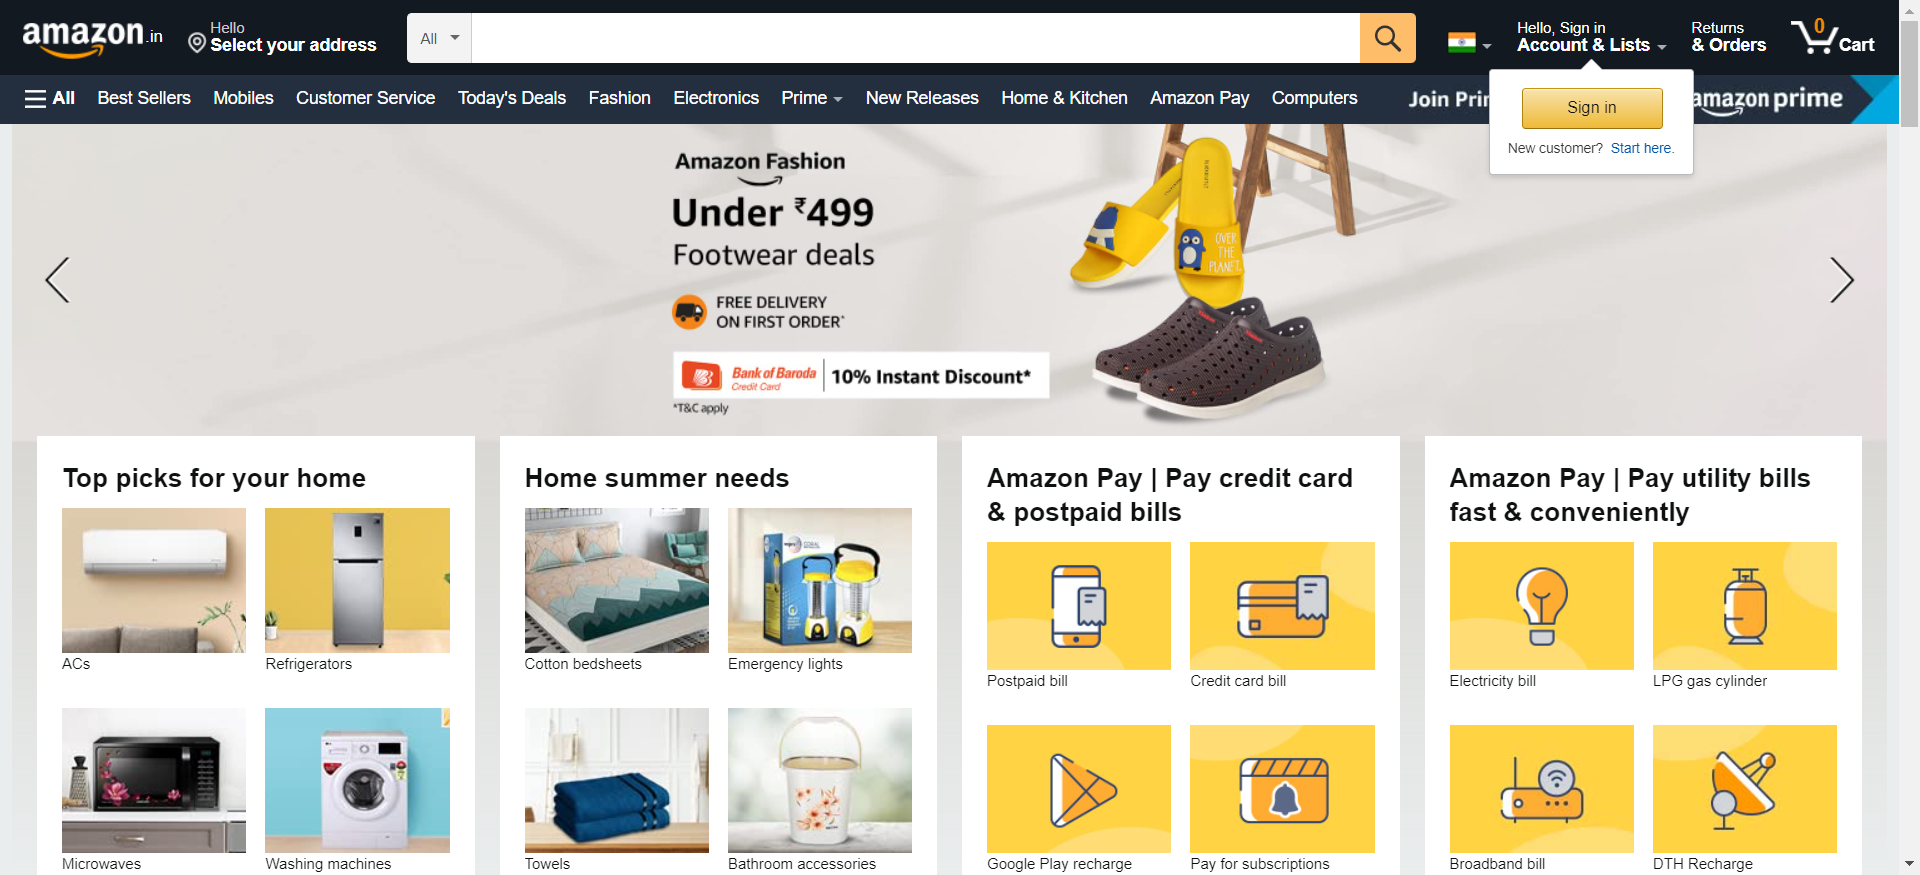 amazon.in
Hello
Select your address
All
Hello, Sign in
Account & Lists
Returns
& Orders
0
Cart
All
Best Sellers
Mobiles
Customer Service
Today's Deals
Fashion
Electronics
Prime
New Releases
Home & Kitchen
Amazon Pay
Computers
Join Pri
amazon prime
Sign in
New customer? Start here.
Amazon Fashion
Under ₹499
Footwear deals
FREE DELIVERY
ON FIRST ORDER*
Bank of Baroda
Credit Card
10% Instant Discount*
*T&C apply
OVER
THE
PLANET
Top picks for your home
ACs
Refrigerators
Microwaves
Washing machines
Home summer needs
Cotton bedsheets
Emergency lights
Towels
Bathroom accessories
Amazon Pay | Pay credit card
& postpaid bills
Postpaid bill
Credit card bill
Google Play recharge
Pay for subscriptions
Amazon Pay | Pay utility bills
fast & conveniently
Electricity bill
LPG gas cylinder
Broadband bill
DTH Recharge